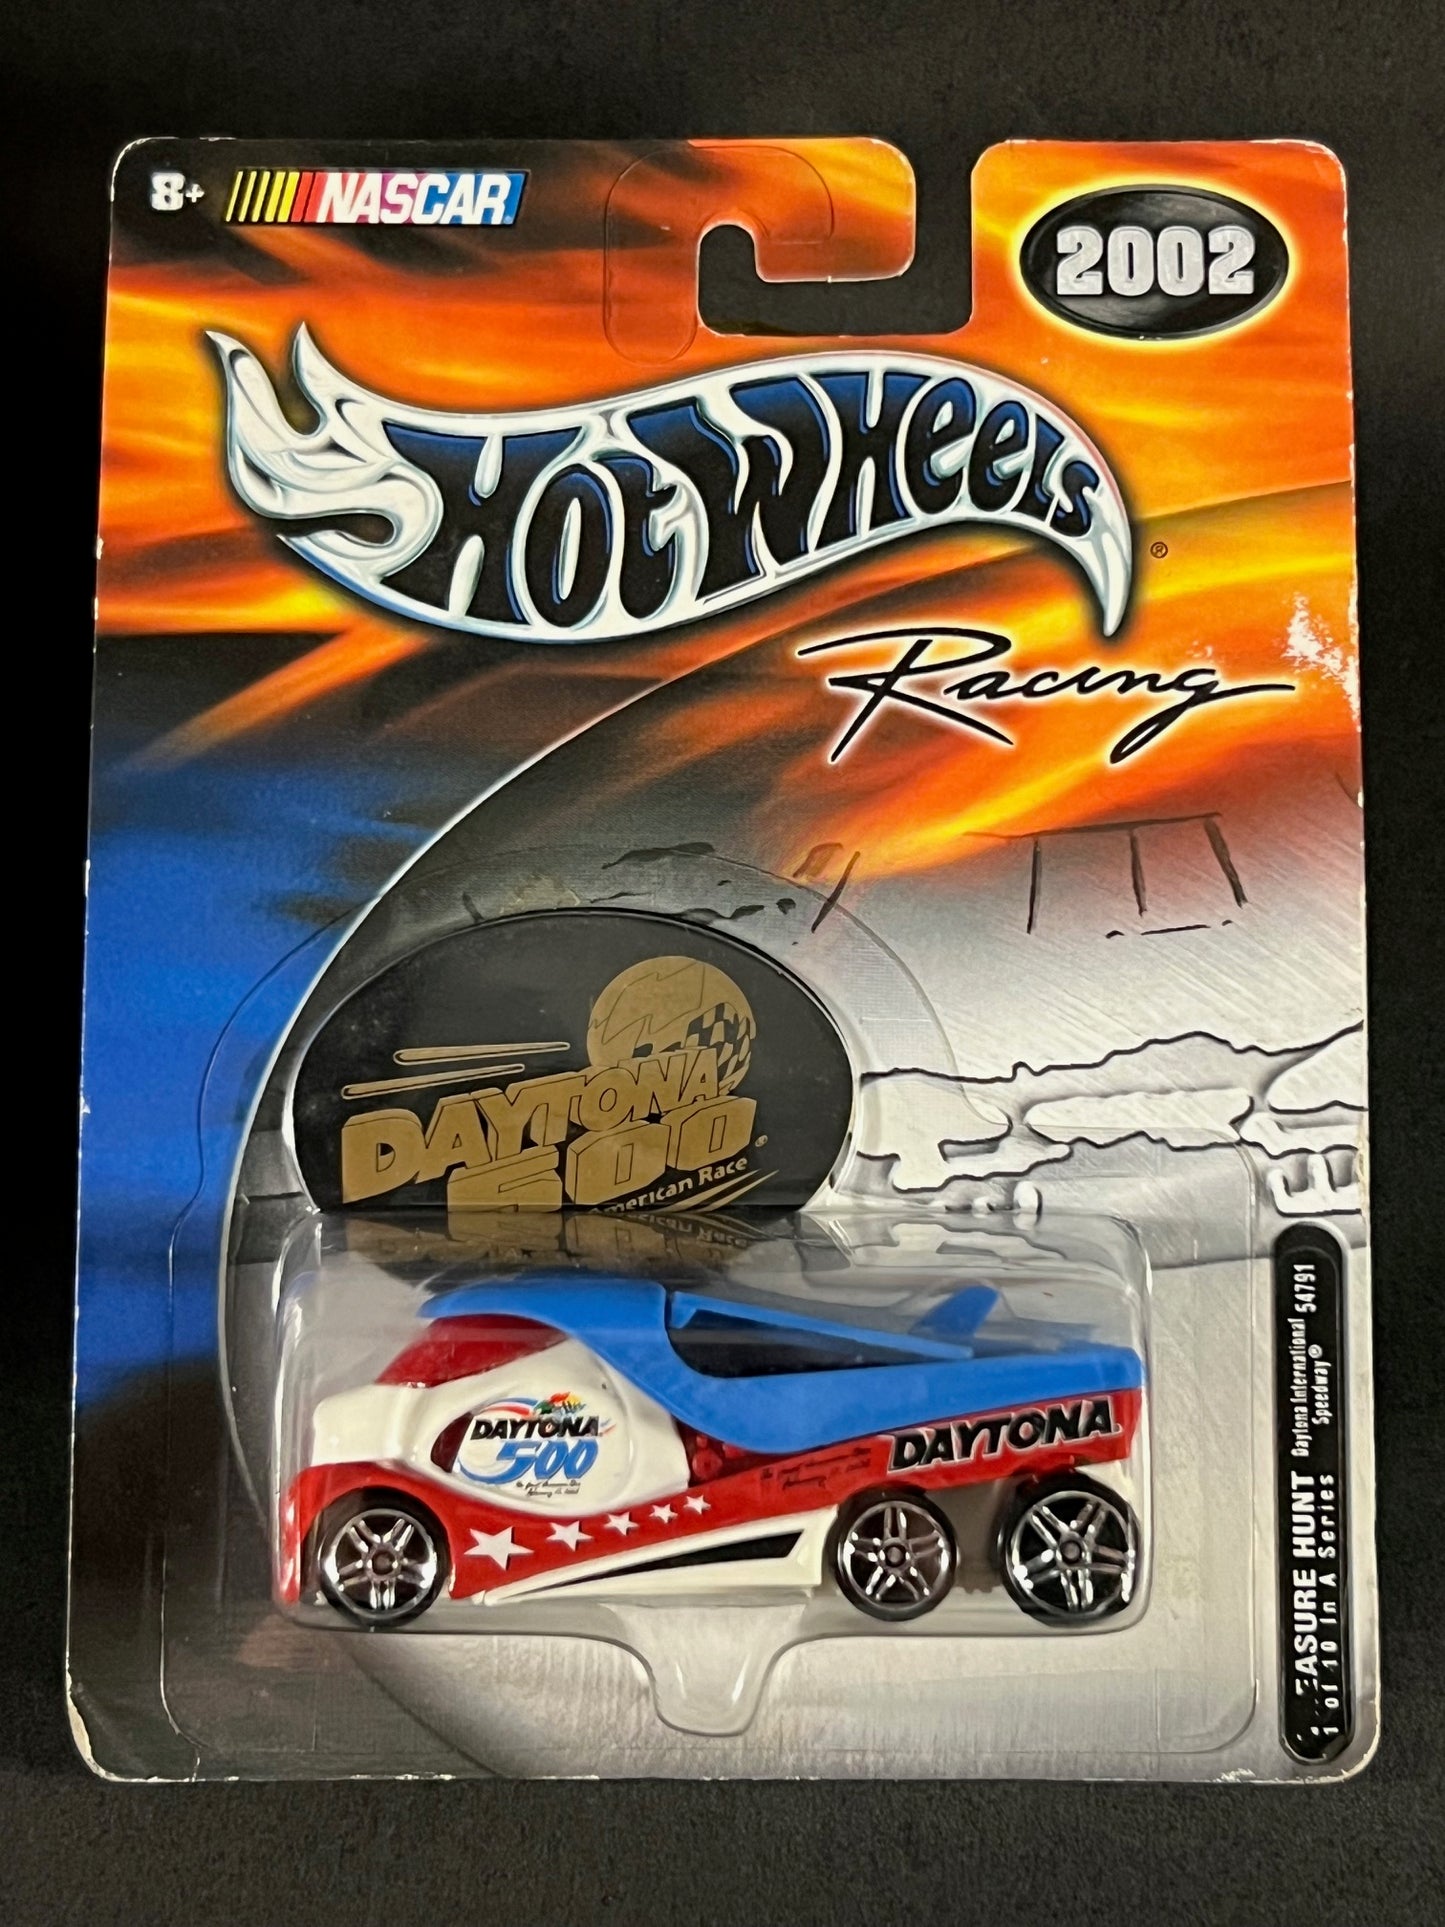 8+
NASCAR
2002
HOT WHEELS ®
Racing
DAYTONA
500 ®
American Race
DAYTONA
500
DAYTONA
Daytona International 54791
Speedway®
HUNT
1 of 10 In A Series